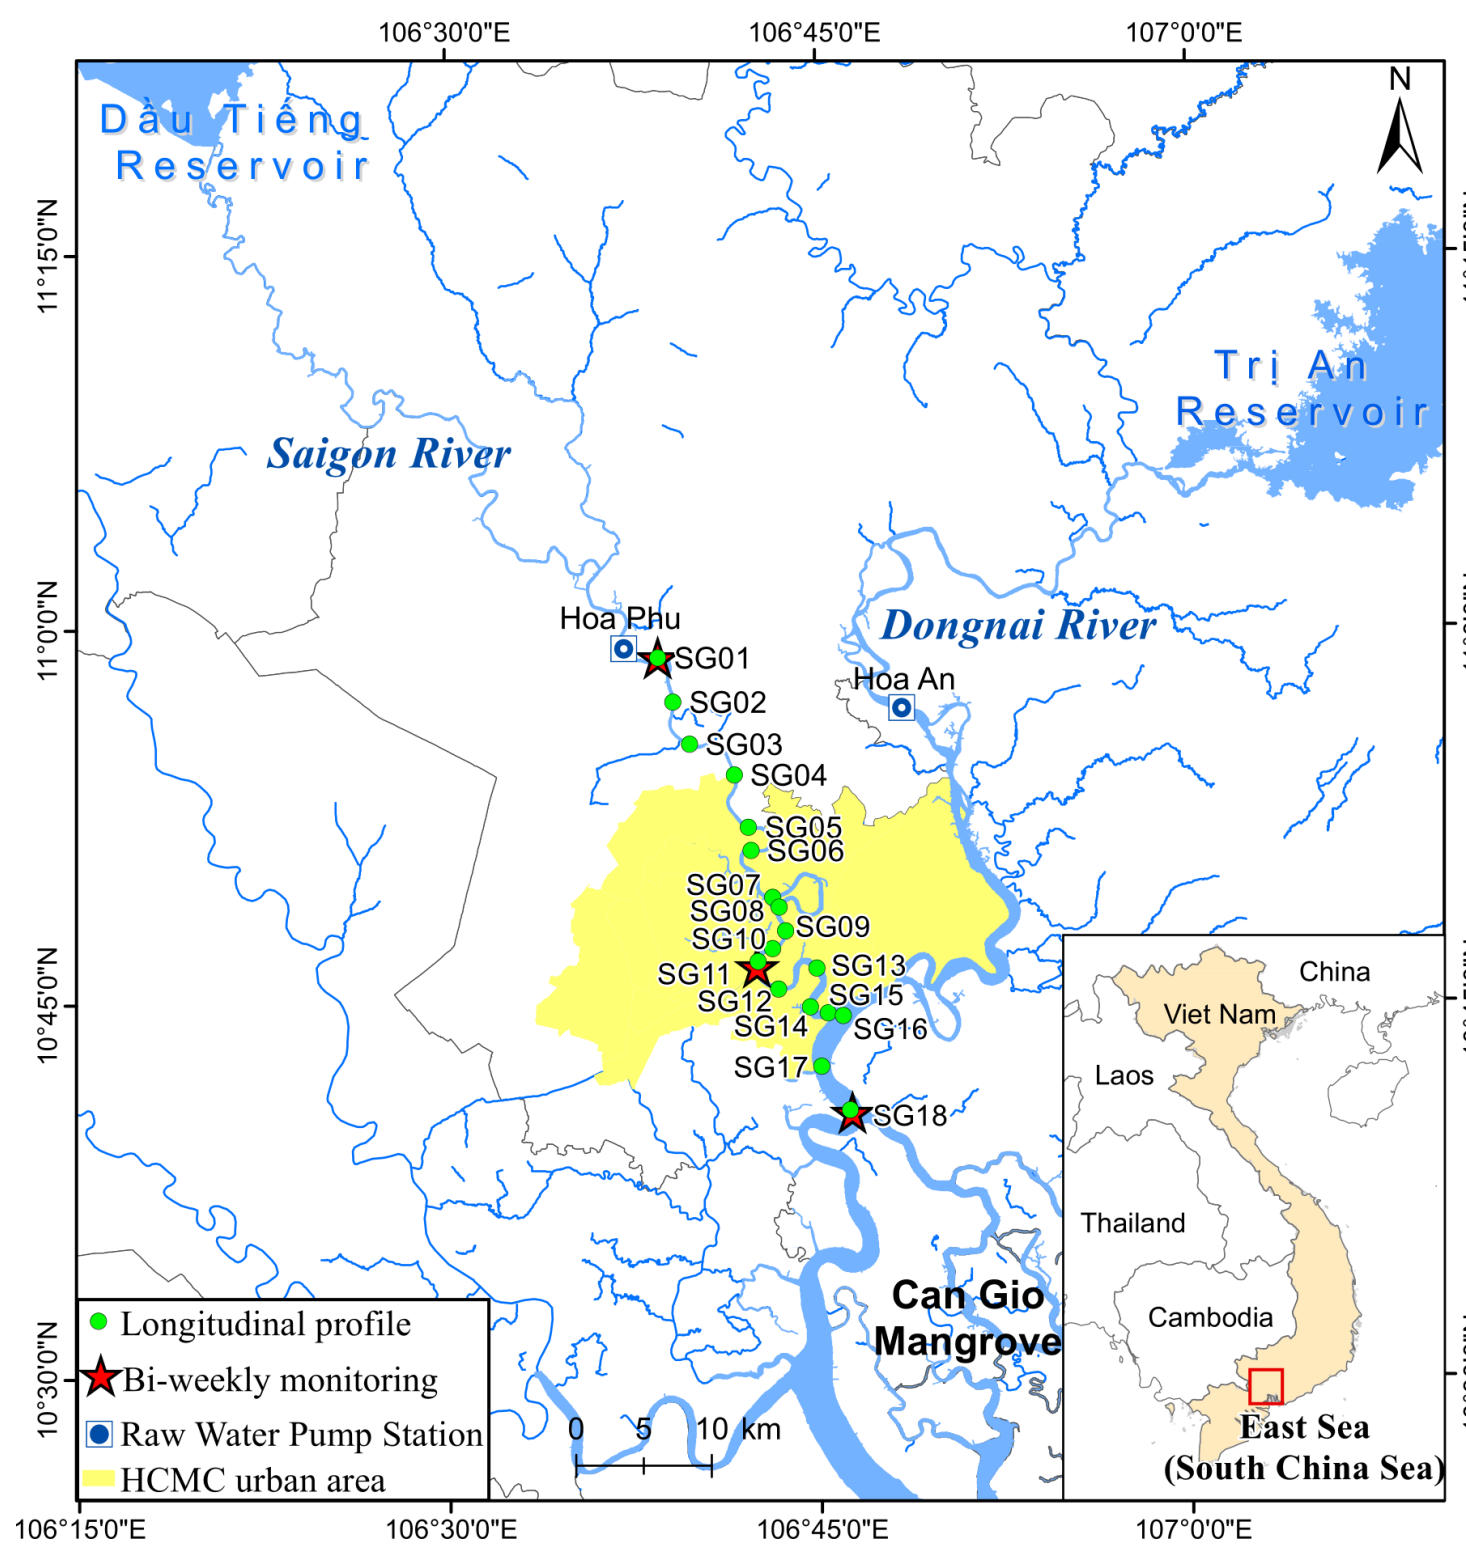 106°30'0"E
106°45'0"E
107°0'0"E
N
Dầu Tiếng
Reservoir
11°15'0"N
Trị An
Reservoir
Saigon River
11°0'0"N
Hoa Phu
Dongnai River
SG01
Hoa An
SG02
SG03
SG04
SG05
SG06
SG07
SG08
SG09
SG10
SG11
SG13
SG12
SG15
SG14
SG16
SG17
SG18
10°45'0"N
China
Viet Nam
Laos
Thailand
Cambodia
East Sea
(South China Sea)
Can Gio
Mangrove
10°30'0"N
Longitudinal profile
Bi-weekly monitoring
Raw Water Pump Station
HCMC urban area
0 5 10 km
106°15'0"E
106°30'0"E
106°45'0"E
107°0'0"E